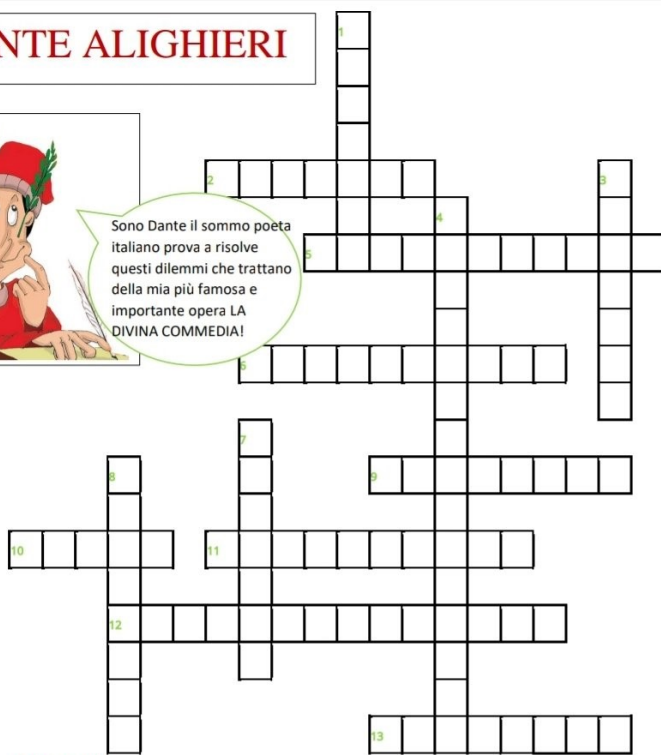 NTE ALIGHIERI
1
2
3
4
Sono Dante il sommo poeta
italiano prova a risolve
questi dilemmi che trattano
della mia più famosa e
importante opera LA
DIVINA COMMEDIA!
5
6
7
8
9
10
11
12
13